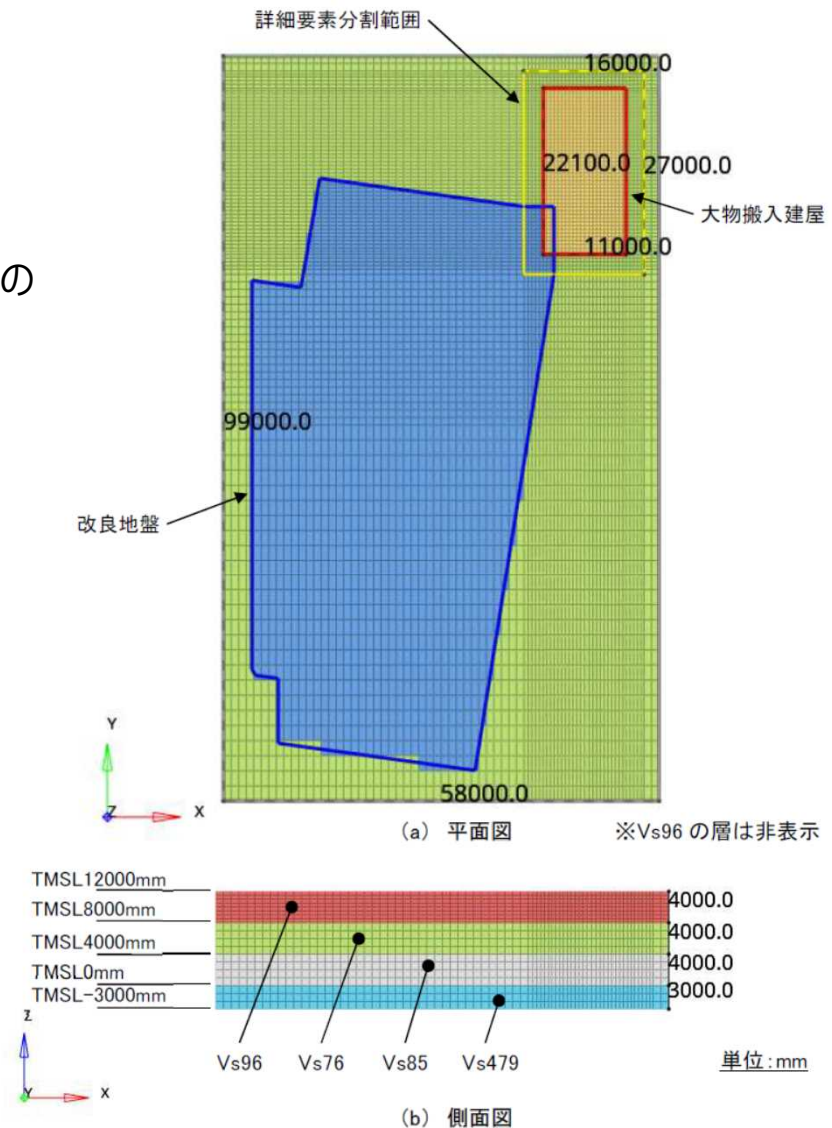 詳細要素分割範囲
16000.0
22100.0
27000.0
大物搬入建屋
11000.0
の
99000.0
改良地盤
Y
Z
X
58000.0
(a) 平面図
※Vs96 の層は非表示
TMSL12000mm
TMSL8000mm
TMSL4000mm
TMSL0mm
TMSL-3000mm
4000.0
4000.0
4000.0
3000.0
Z
Y
X
Vs96
Vs76
Vs85
Vs479
単位:mm
(b) 側面図